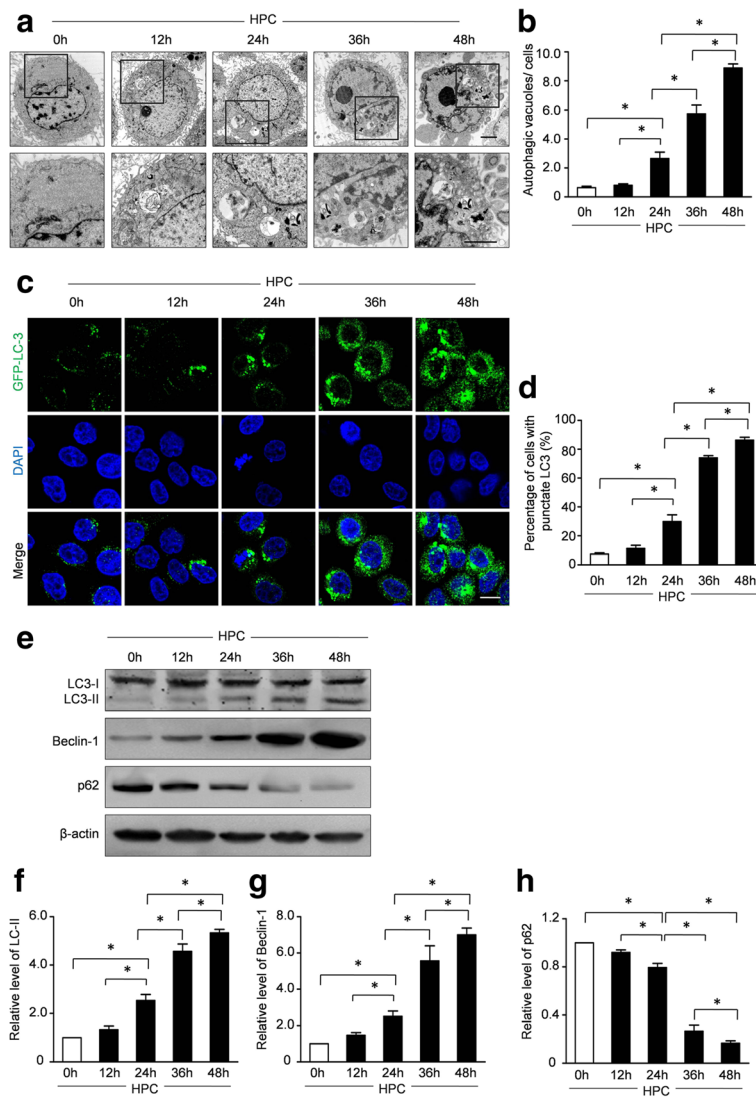 a
HPC
0h 12h 24h 36h 48h
b
Autophagic vacuoles/ cells
10.0
8.0
6.0
4.0
2.0
0
* * * * *
0h 12h 24h 36h 48h
HPC
c
HPC
0h 12h 24h 36h 48h
GFP-LC-3
DAPI
Merge
d
Percentage of cells with
punctate LC3 (%)
100
80
60
40
20
0
* * * * *
0h 12h 24h 36h 48h
HPC
e
HPC
0h 12h 24h 36h 48h
LC3-I
LC3-II
Beclin-1
p62
β-actin
f
Relative level of LC-II
6.0
4.0
2.0
0
* * * * *
0h 12h 24h 36h 48h
HPC
g
Relative level of Beclin-1
8.0
6.0
4.0
2.0
0
* * * * *
0h 12h 24h 36h 48h
HPC
h
Relative level of p62
1.2
0.8
0.4
0
* * * * *
0h 12h 24h 36h 48h
HPC